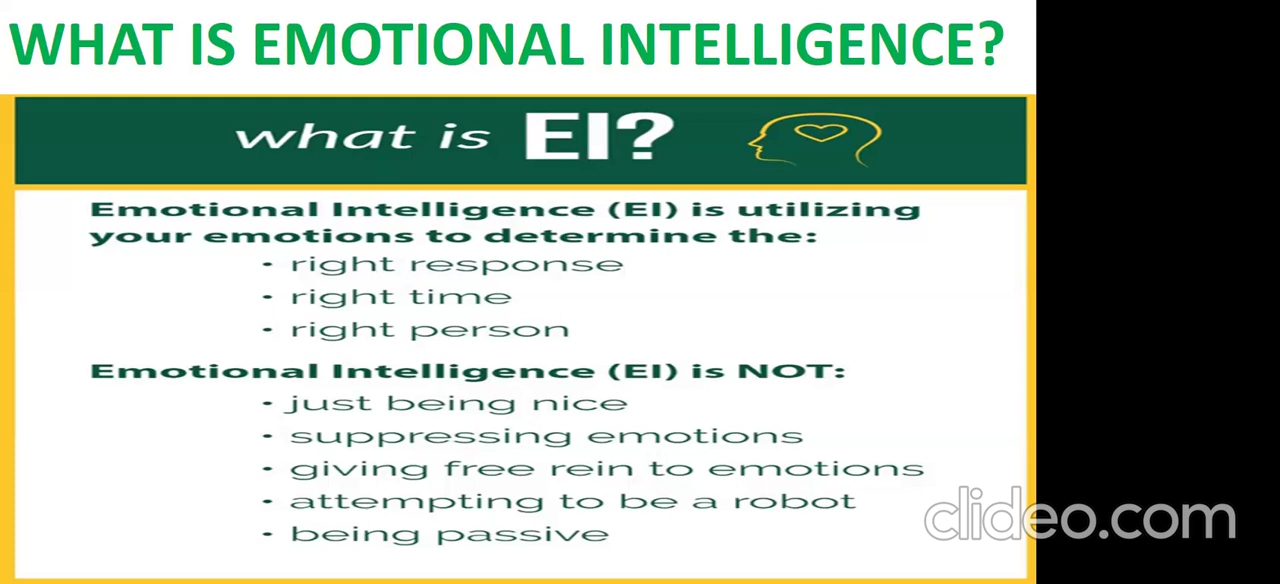 WHAT IS EMOTIONAL INTELLIGENCE?
what is EI?
Emotional Intelligence (EI) is utilizing
your emotions to determine the:
• right response
• right time
• right person
Emotional Intelligence (EI) is NOT:
• just being nice
• suppressing emotions
• giving free rein to emotions
• attempting to be a robot
• being passive
clideo.com